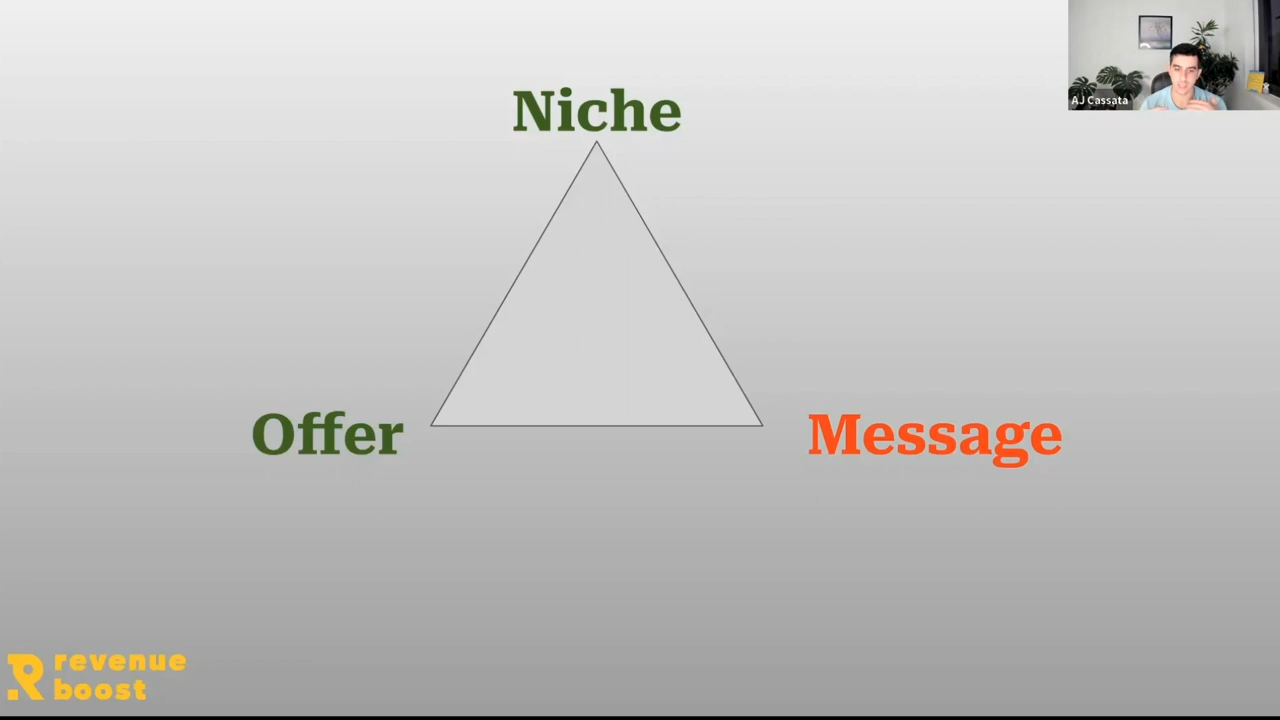 AJ Cassata
Niche
Offer
Message
revenue
boost